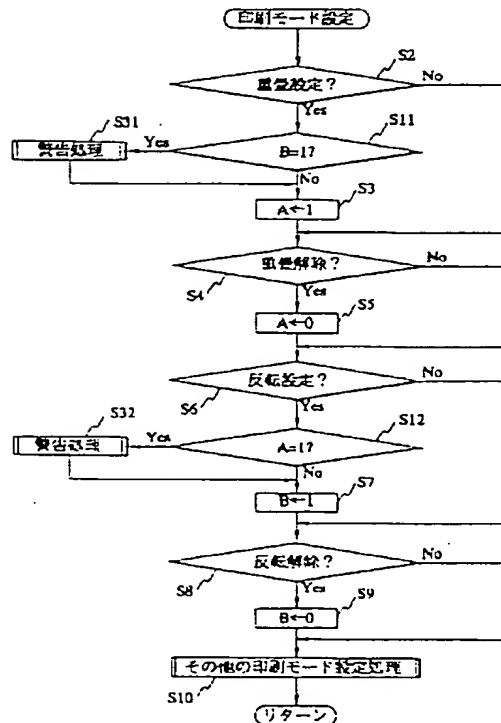 印刷モード設定
S2
重畳設定?
No
Yes
S31
S11
警告処理
Yes
B=1?
No
S3
A←1
重畳解除?
No
S4
Yes
S5
A←0
反転設定?
No
S6
Yes
S32
S12
警告処理
Yes
A=1?
No
S7
B←1
反転解除?
No
S8
Yes
S9
B←0
その他の印刷モード設定処理
S10
リターン